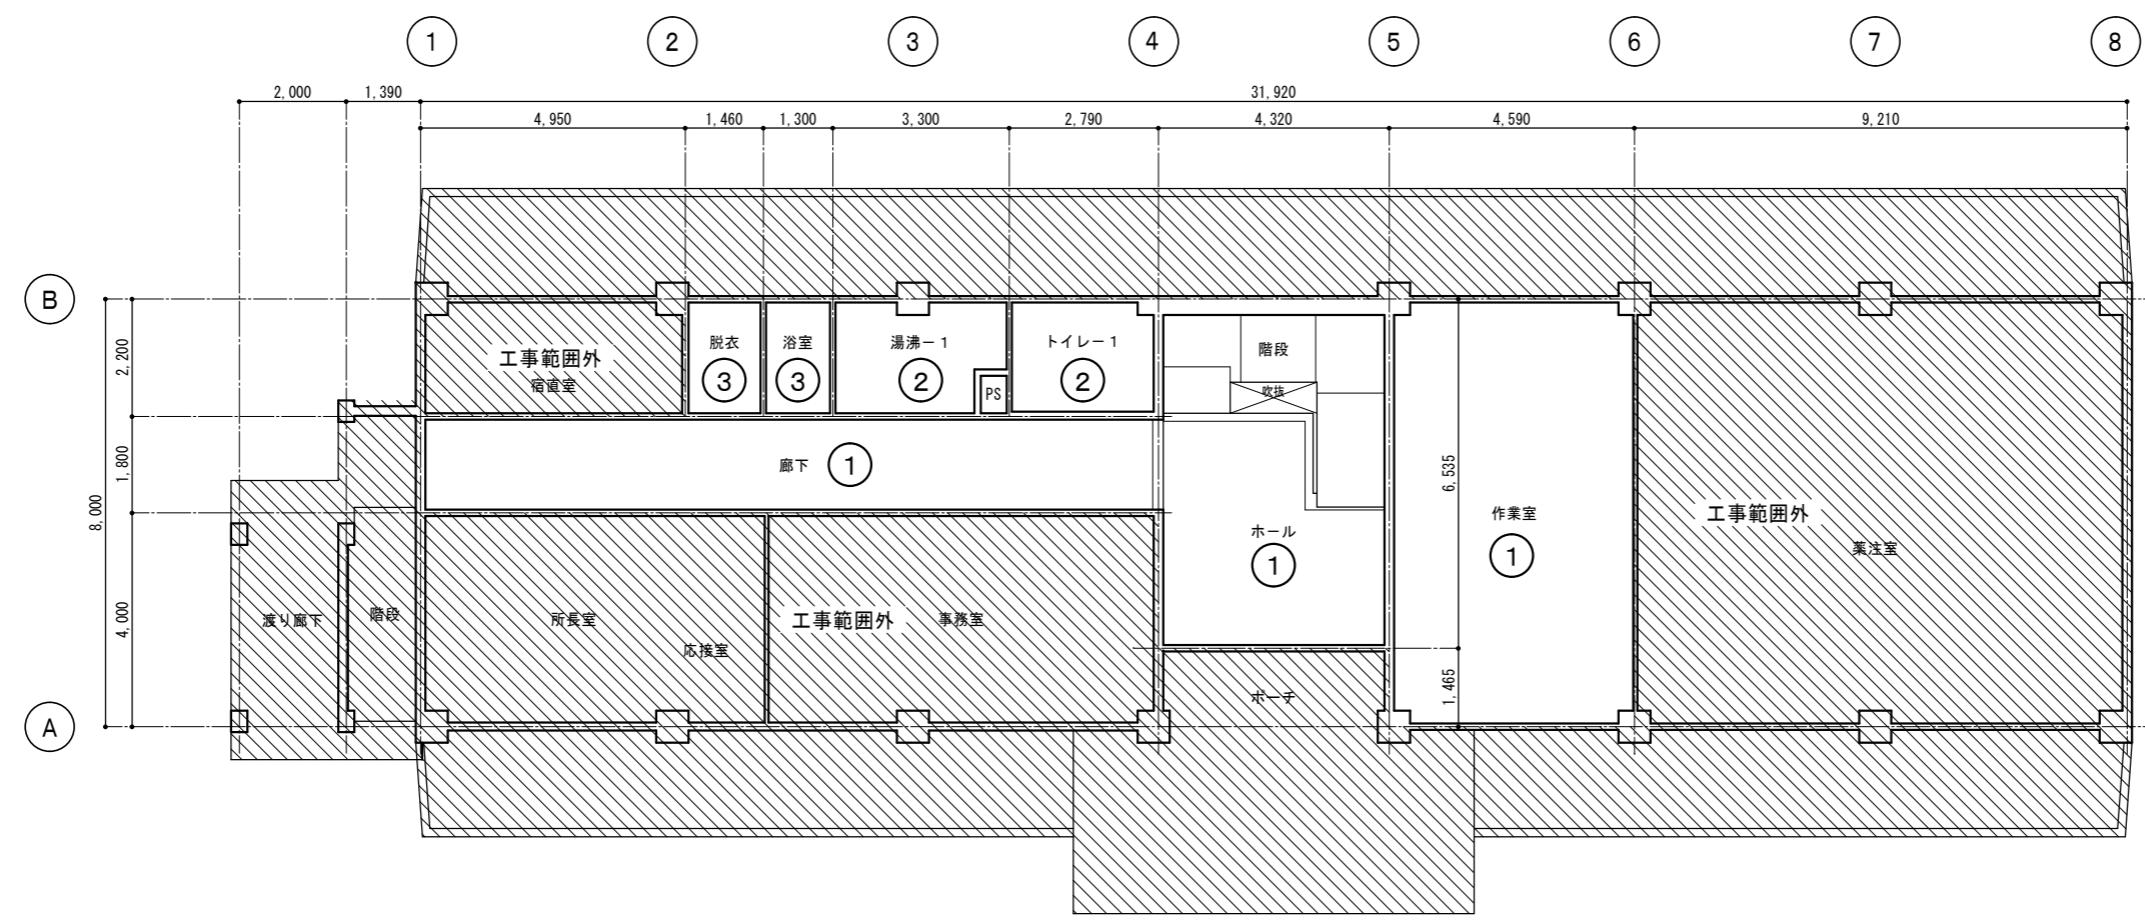 1 2 3 4 5 6 7 8
2,000 1,390 31,920
4,950 1,460 1,300 3,300 2,790 4,320 4,590 9,210
B
2,200
1,800
4,000
8,000
A
工事範囲外
宿直室
脱衣
3
浴室
3
湯沸-1
2
PS
トイレ-1
2
階段
吹抜
廊下 1
ホール
1
6,535
1,465
作業室
1
工事範囲外
薬注室
渡り廊下
階段
所長室
応接室
工事範囲外
事務室
ポーチ